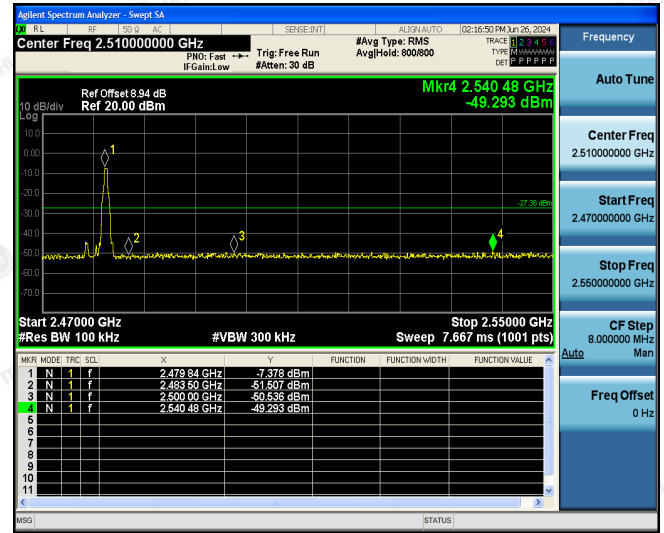 Agilent Spectrum Analyzer - Swept SA
LXI RL RF 50 Ω AC SENSE:INT ALIGN AUTO 02:16:50 PM Jun 26, 2024
Center Freq 2.510000000 GHz
PNO: Fast
IFGain:Low
Trig: Free Run
#Atten: 30 dB
#Avg Type: RMS
Avg|Hold: 800/800
TRACE 1 2 3 4 5 6
TYPE M
DET P P P P P P
Frequency
Ref Offset 8.94 dB
10 dB/div Ref 20.00 dBm
Log
Mkr4 2.540 48 GHz
-49.293 dBm
10.0
0.00
-10.0
-20.0
-30.0
-40.0
-50.0
-60.0
-70.0
1
2
3
4
-27.38 dBm
Start 2.47000 GHz Stop 2.55000 GHz
#Res BW 100 kHz #VBW 300 kHz Sweep 7.667 ms (1001 pts)
MKR MODE TRC SCL X Y FUNCTION FUNCTION WIDTH FUNCTION VALUE
1 N 1 f 2.479 84 GHz -7.378 dBm
2 N 1 f 2.483 50 GHz -51.507 dBm
3 N 1 f 2.500 00 GHz -50.536 dBm
4 N 1 f 2.540 48 GHz -49.293 dBm
5
6
7
8
9
10
11
MSG STATUS
Auto Tune
Center Freq
2.510000000 GHz
Start Freq
2.470000000 GHz
Stop Freq
2.550000000 GHz
CF Step
8.000000 MHz
Auto Man
Freq Offset
0 Hz